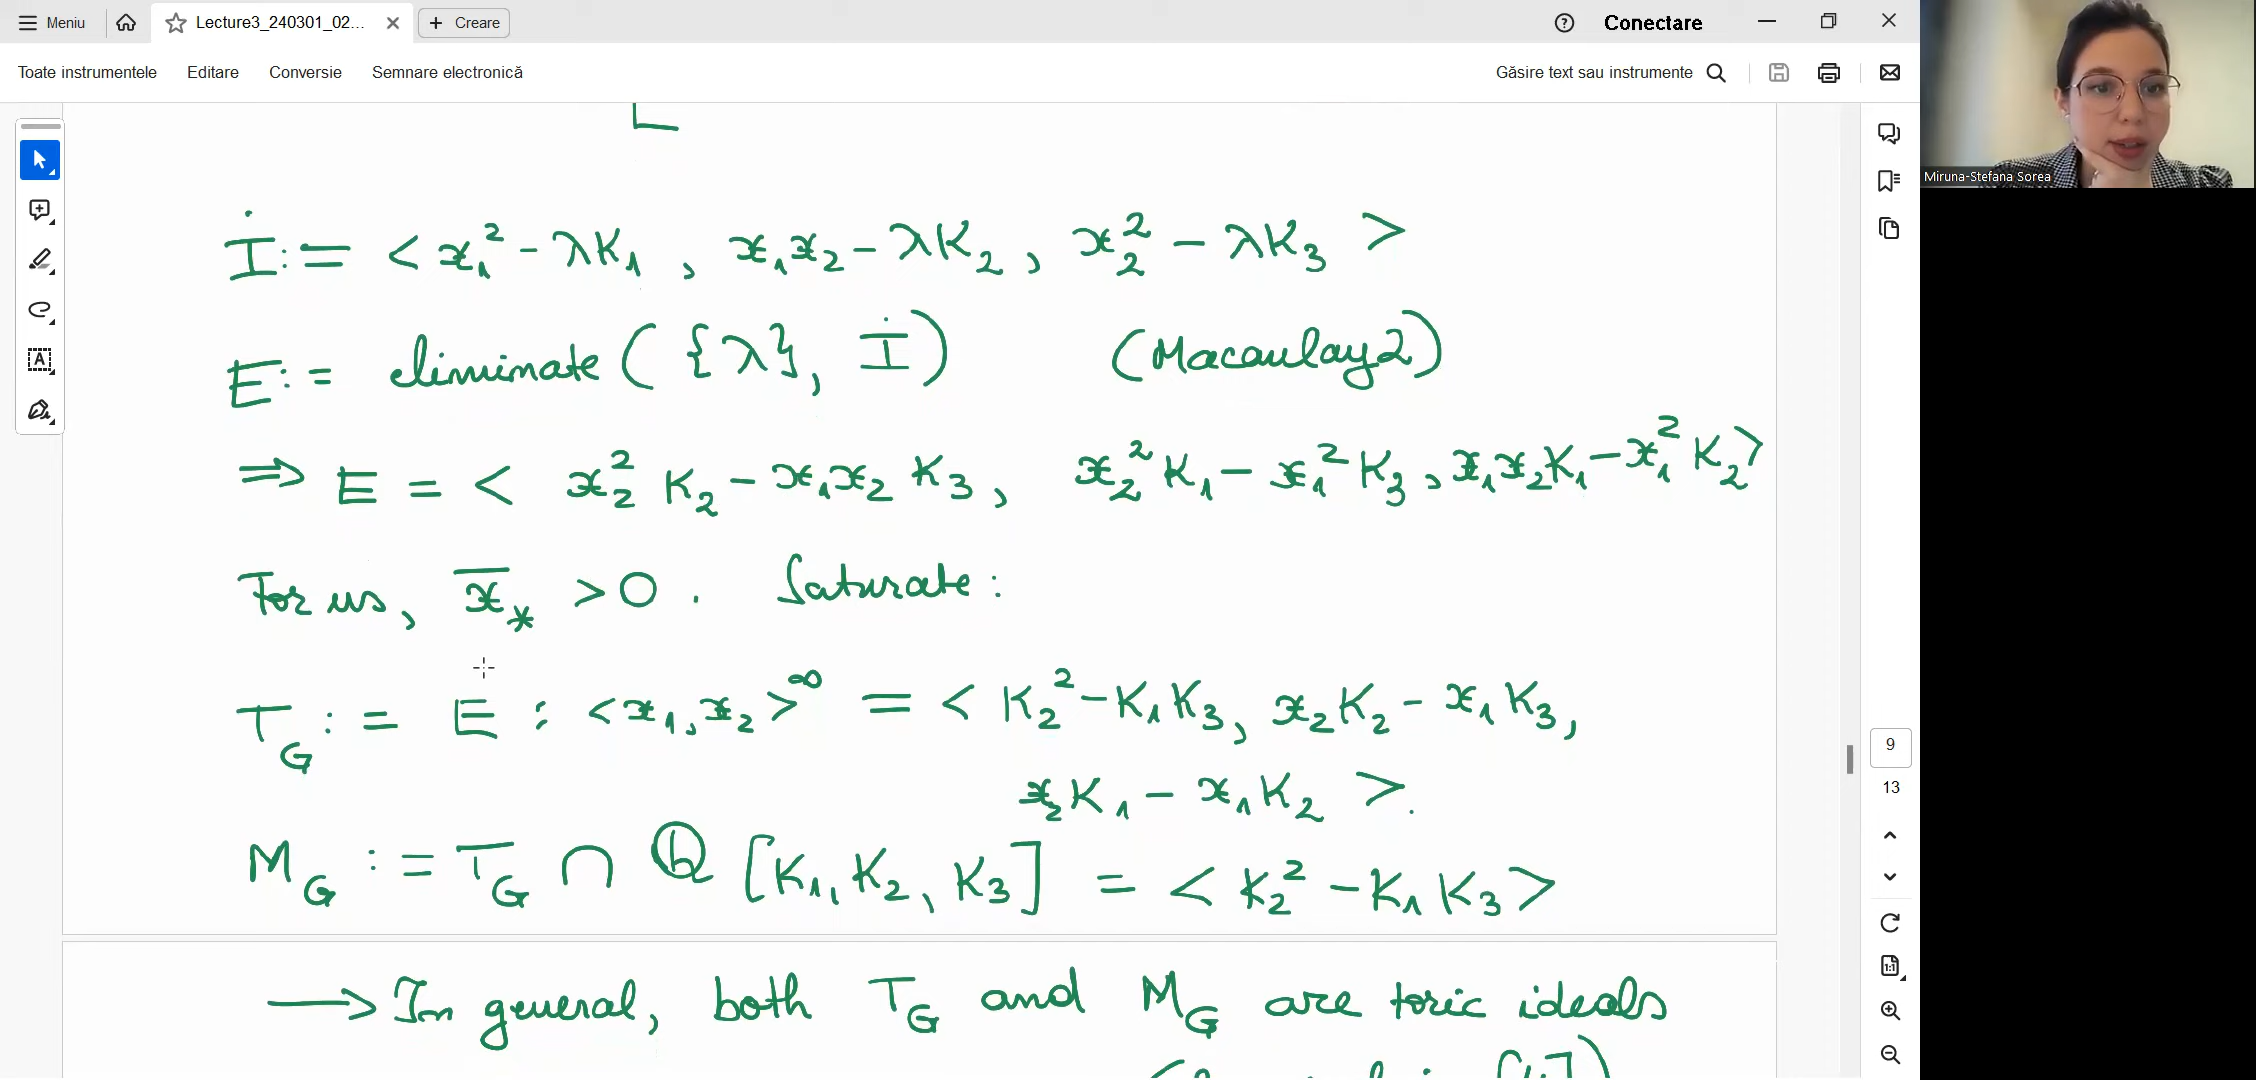 Meniu Lecture3_240301_02... Creare Conectare
Toate instrumentele Editare Conversie Semnare electronică Găsire text sau instrumente
Miruna-Stefana Sorea
I := < x₁² - λK₁ , x₁x₂ - λK₂ , x₂² - λK₃ >
E := eliminate ( {λ}, I ) (Macaulay2)
⇒ E = < x₂² K₂ - x₁x₂ K₃ , x₂² K₁ - x₁² K₃ , x₁x₂K₁ - x₁² K₂ >
For us, x̄_* > 0 . Saturate :
T_G := E : < x₁, x₂ >^∞ = < K₂² - K₁K₃ , x₂K₂ - x₁K₃ ,
x₂K₁ - x₁K₂ > .
M_G := T_G ∩ ℚ [K₁, K₂, K₃] = < K₂² - K₁K₃ >
→ In general, both T_G and M_G are toric ideals
9
13